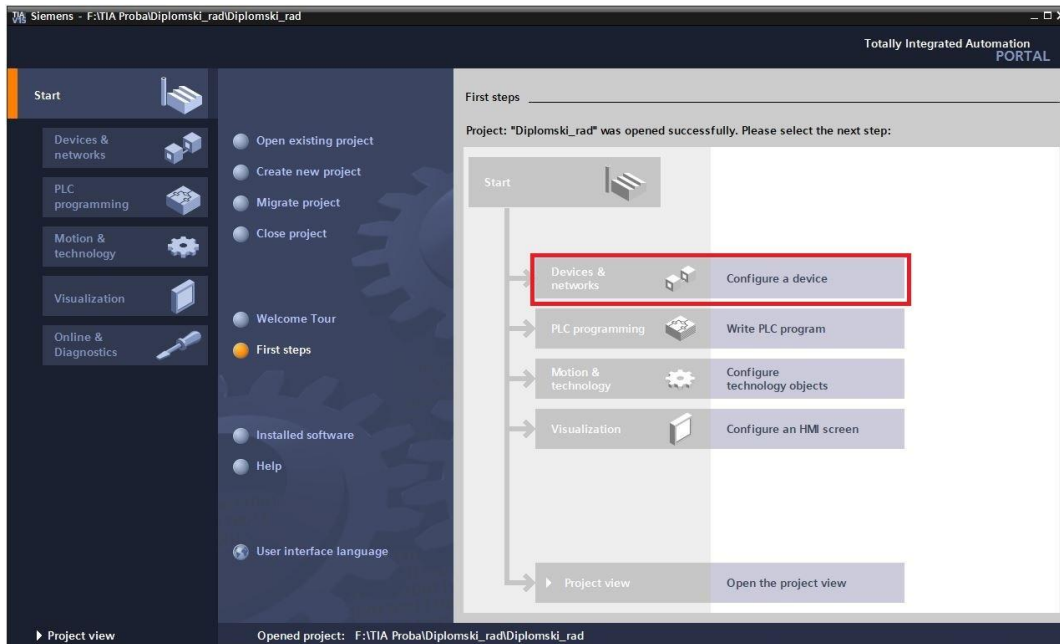 Siemens - F:\TIA Proba\Diplomski_rad\Diplomski_rad
Totally Integrated Automation
PORTAL
Start
Devices &
networks
PLC
programming
Motion &
technology
Visualization
Online &
Diagnostics
Open existing project
Create new project
Migrate project
Close project
Welcome Tour
First steps
Installed software
Help
User interface language
First steps
Project: "Diplomski_rad" was opened successfully. Please select the next step:
Start
Devices &
networks
Configure a device
PLC programming
Write PLC program
Motion &
technology
Configure
technology objects
Visualization
Configure an HMI screen
Project view
Open the project view
Project view
Opened project: F:\TIA Proba\Diplomski_rad\Diplomski_rad